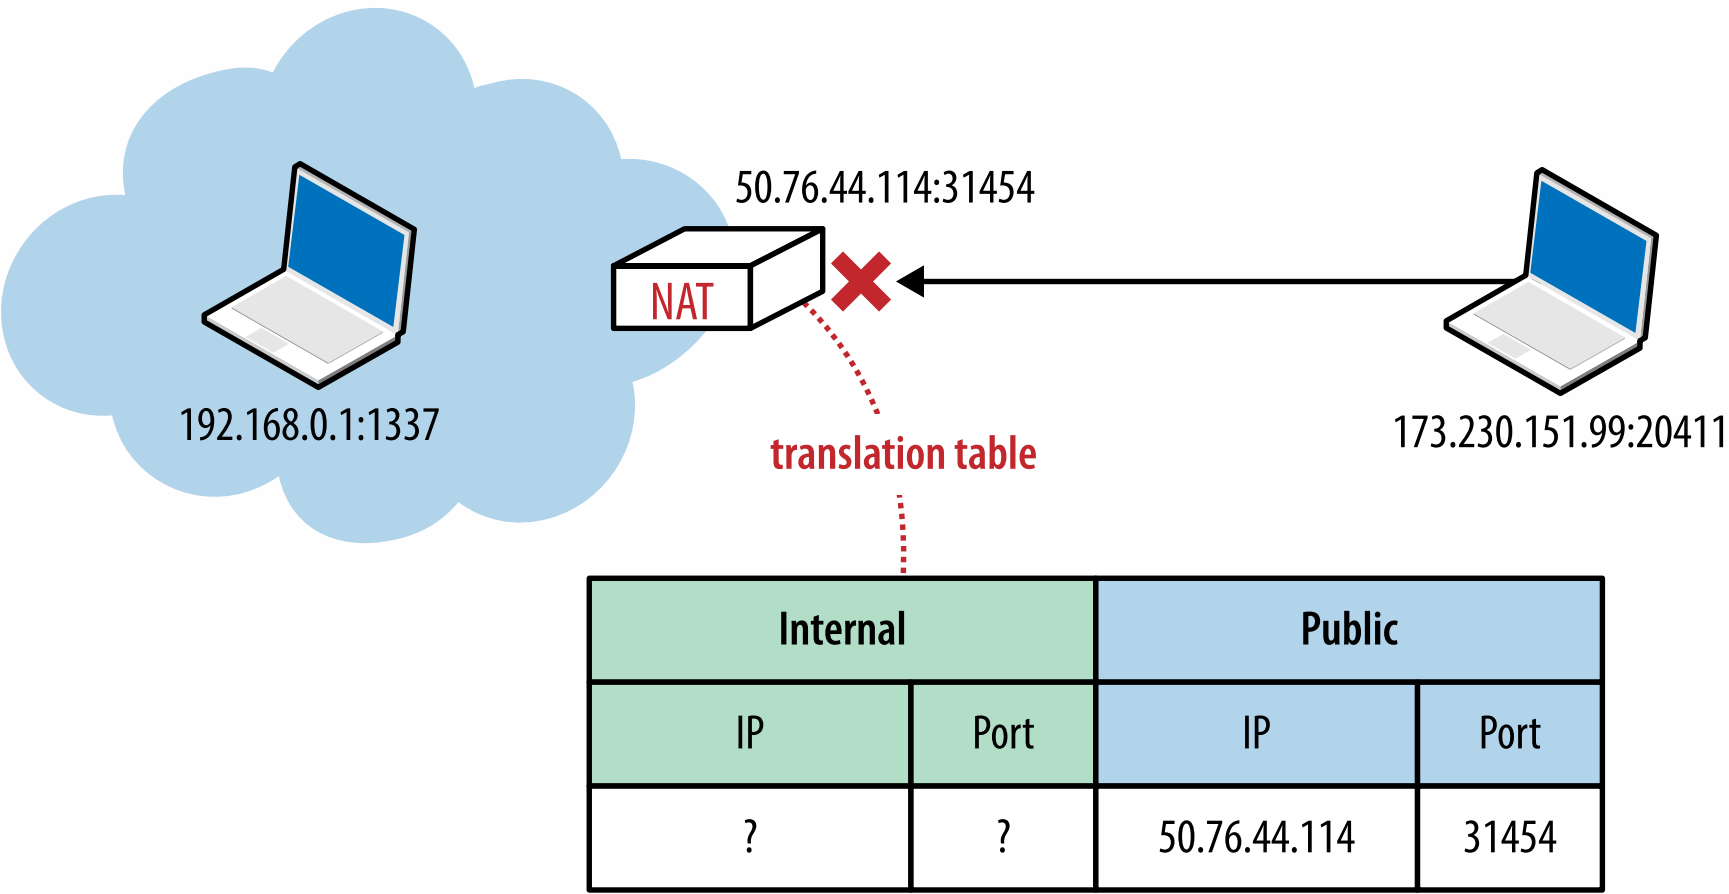 50.76.44.114:31454
NAT
192.168.0.1:1337
173.230.151.99:20411
translation table
Internal Public
IP Port IP Port
? ? 50.76.44.114 31454